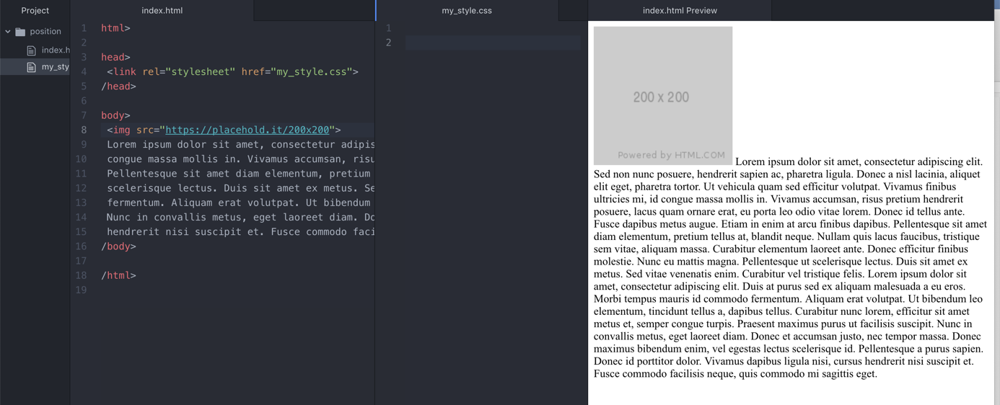 Project
position
index.h
my_sty
index.html
1 html>
2
3 head>
4 <link rel="stylesheet" href="my_style.css">
5 /head>
6
7 body>
8 <img src="https://placehold.it/200x200">
9 Lorem ipsum dolor sit amet, consectetur adipis
10 congue massa mollis in. Vivamus accumsan, risu
11 Pellentesque sit amet diam elementum, pretium
12 scelerisque lectus. Duis sit amet ex metus. Se
13 fermentum. Aliquam erat volutpat. Ut bibendum
14 Nunc in convallis metus, eget laoreet diam. Do
15 hendrerit nisi suscipit et. Fusce commodo faci
16 /body>
17
18 /html>
19
my_style.css
1
2
index.html Preview
200 x 200
Powered by HTML.COM
Lorem ipsum dolor sit amet, consectetur adipiscing elit.
Sed non nunc posuere, hendrerit sapien ac, pharetra ligula. Donec a nisl lacinia, aliquet
elit eget, pharetra tortor. Ut vehicula quam sed efficitur volutpat. Vivamus finibus
ultricies mi, id congue massa mollis in. Vivamus accumsan, risus pretium hendrerit
posuere, lacus quam ornare erat, eu porta leo odio vitae lorem. Donec id tellus ante.
Fusce dapibus metus augue. Etiam in enim at arcu finibus dapibus. Pellentesque sit amet
diam elementum, pretium tellus at, blandit neque. Nullam quis lacus faucibus, tristique
sem vitae, aliquam massa. Curabitur elementum laoreet ante. Donec efficitur finibus
molestie. Nunc eu mattis magna. Pellentesque ut scelerisque lectus. Duis sit amet ex
metus. Sed vitae venenatis enim. Curabitur vel tristique felis. Lorem ipsum dolor sit
amet, consectetur adipiscing elit. Duis at purus sed ex aliquam malesuada a eu eros.
Morbi tempus mauris id commodo fermentum. Aliquam erat volutpat. Ut bibendum leo
elementum, tincidunt tellus a, dapibus tellus. Curabitur nunc lorem, efficitur sit amet
metus et, semper congue turpis. Praesent maximus purus ut facilisis suscipit. Nunc in
convallis metus, eget laoreet diam. Donec et accumsan justo, nec tempor massa. Donec
maximus bibendum enim, vel egestas lectus scelerisque id. Pellentesque a purus sapien.
Donec id porttitor dolor. Vivamus dapibus ligula nisi, cursus hendrerit nisi suscipit et.
Fusce commodo facilisis neque, quis commodo mi sagittis eget.